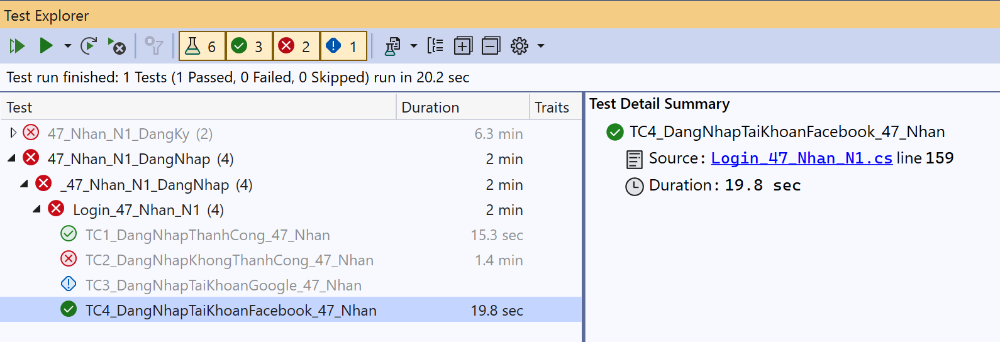 Test Explorer
6 3 2 1
Test run finished: 1 Tests (1 Passed, 0 Failed, 0 Skipped) run in 20.2 sec
Test Duration Traits
47_Nhan_N1_DangKy (2) 6.3 min
47_Nhan_N1_DangNhap (4) 2 min
_47_Nhan_N1_DangNhap (4) 2 min
Login_47_Nhan_N1 (4) 2 min
TC1_DangNhapThanhCong_47_Nhan 15.3 sec
TC2_DangNhapKhongThanhCong_47_Nhan 1.4 min
TC3_DangNhapTaiKhoanGoogle_47_Nhan
TC4_DangNhapTaiKhoanFacebook_47_Nhan 19.8 sec
Test Detail Summary
TC4_DangNhapTaiKhoanFacebook_47_Nhan
Source: Login_47_Nhan_N1.cs line 159
Duration: 19.8 sec